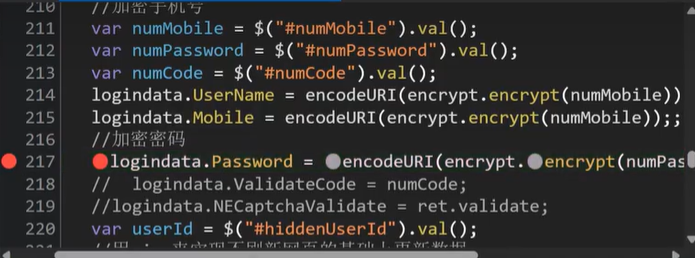 210 //加密手机号
211 var numMobile = $("#numMobile").val();
212 var numPassword = $("#numPassword").val();
213 var numCode = $("#numCode").val();
214 logindata.UserName = encodeURI(encrypt.encrypt(numMobile))
215 logindata.Mobile = encodeURI(encrypt.encrypt(numMobile));;
216 //加密密码
217 logindata.Password = encodeURI(encrypt.encrypt(numPas
218 // logindata.ValidateCode = numCode;
219 //logindata.NECaptchaValidate = ret.validate;
220 var userId = $("#hiddenUserId").val();